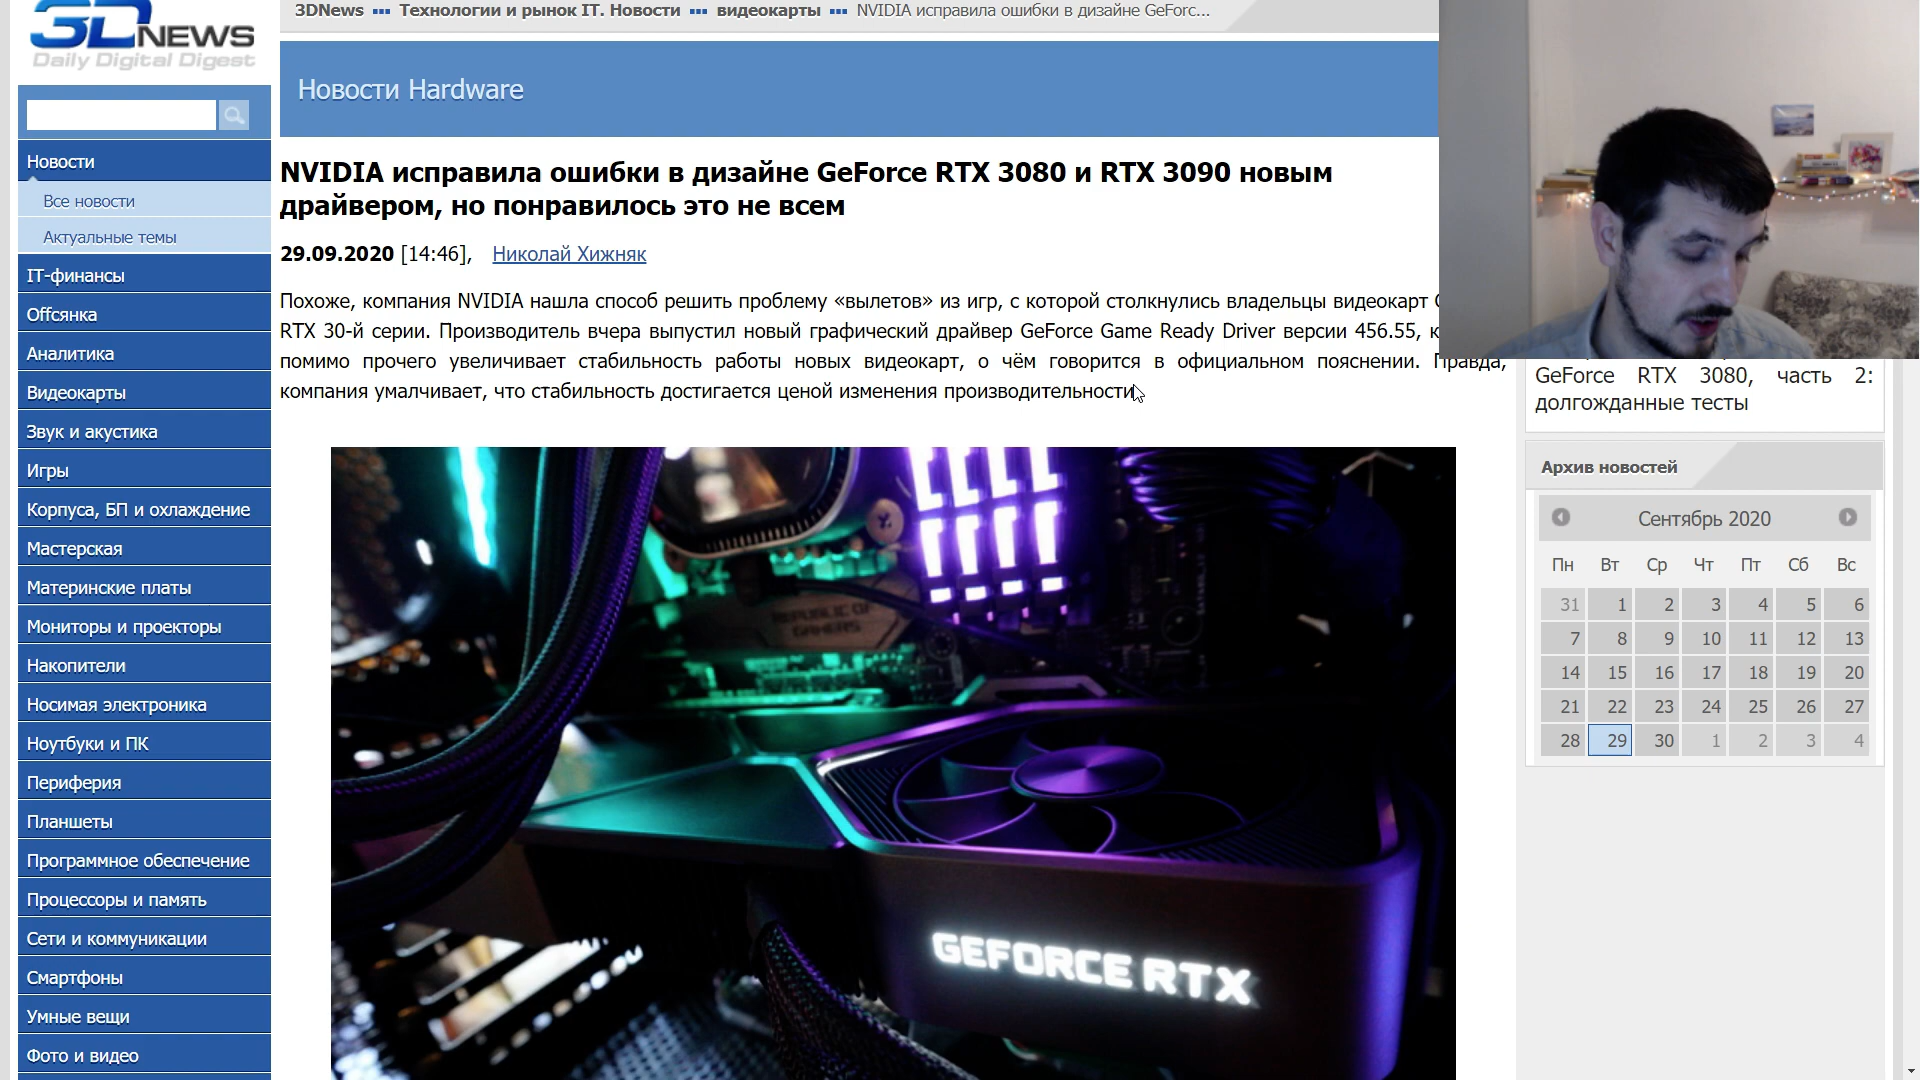 3DNEWS
Daily Digital Digest
3DNews Технологии и рынок IT. Новости видеокарты NVIDIA исправила ошибки в дизайне GeForc...
Новости Hardware
Новости
Все новости
Актуальные темы
IT-финансы
Offсянка
Аналитика
Видеокарты
Звук и акустика
Игры
Корпуса, БП и охлаждение
Мастерская
Материнские платы
Мониторы и проекторы
Накопители
Носимая электроника
Ноутбуки и ПК
Периферия
Планшеты
Программное обеспечение
Процессоры и память
Сети и коммуникации
Смартфоны
Умные вещи
Фото и видео
NVIDIA исправила ошибки в дизайне GeForce RTX 3080 и RTX 3090 новым
драйвером, но понравилось это не всем
29.09.2020 [14:46], Николай Хижняк
Похоже, компания NVIDIA нашла способ решить проблему «вылетов» из игр, с которой столкнулись владельцы видеокарт
RTX 30-й серии. Производитель вчера выпустил новый графический драйвер GeForce Game Ready Driver версии 456.55,
помимо прочего увеличивает стабильность работы новых видеокарт, о чём говорится в официальном пояснении. Правда,
компания умалчивает, что стабильность достигается ценой изменения производительности
REPUBLIC OF
GAMERS
GEFORCE RTX
GeForce RTX 3080, часть 2:
долгожданные тесты
Архив новостей
Сентябрь 2020
Пн Вт Ср Чт Пт Сб Вс
31 1 2 3 4 5 6
7 8 9 10 11 12 13
14 15 16 17 18 19 20
21 22 23 24 25 26 27
28 29 30 1 2 3 4